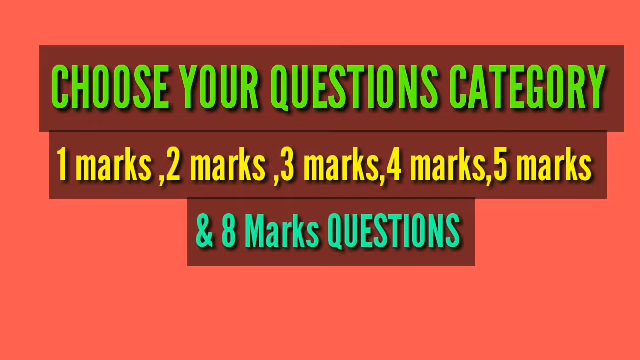 CHOOSE YOUR QUESTIONS CATEGORY
1 marks ,2 marks ,3 marks,4 marks,5 marks
& 8 Marks QUESTIONS